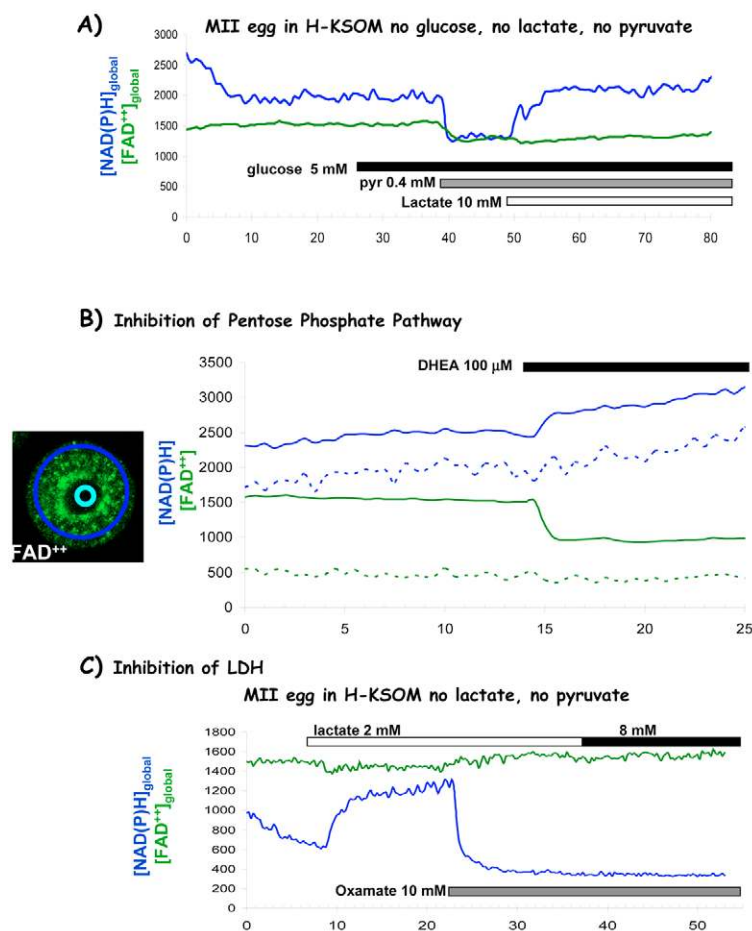 A) MII egg in H-KSOM no glucose, no lactate, no pyruvate
[NAD(P)H]global
[FAD++]global
3000
2500
2000
1500
1000
500
0
glucose 5 mM
pyr 0.4 mM
Lactate 10 mM
0 10 20 30 40 50 60 70 80
B) Inhibition of Pentose Phosphate Pathway
FAD++
[NAD(P)H]
[FAD++]
3500
3000
2500
2000
1500
1000
500
0
DHEA 100 µM
0 5 10 15 20 25
C) Inhibition of LDH
MII egg in H-KSOM no lactate, no pyruvate
[NAD(P)H]global
[FAD++]global
1800
1600
1400
1200
1000
800
600
400
200
0
lactate 2 mM 8 mM
Oxamate 10 mM
0 10 20 30 40 50